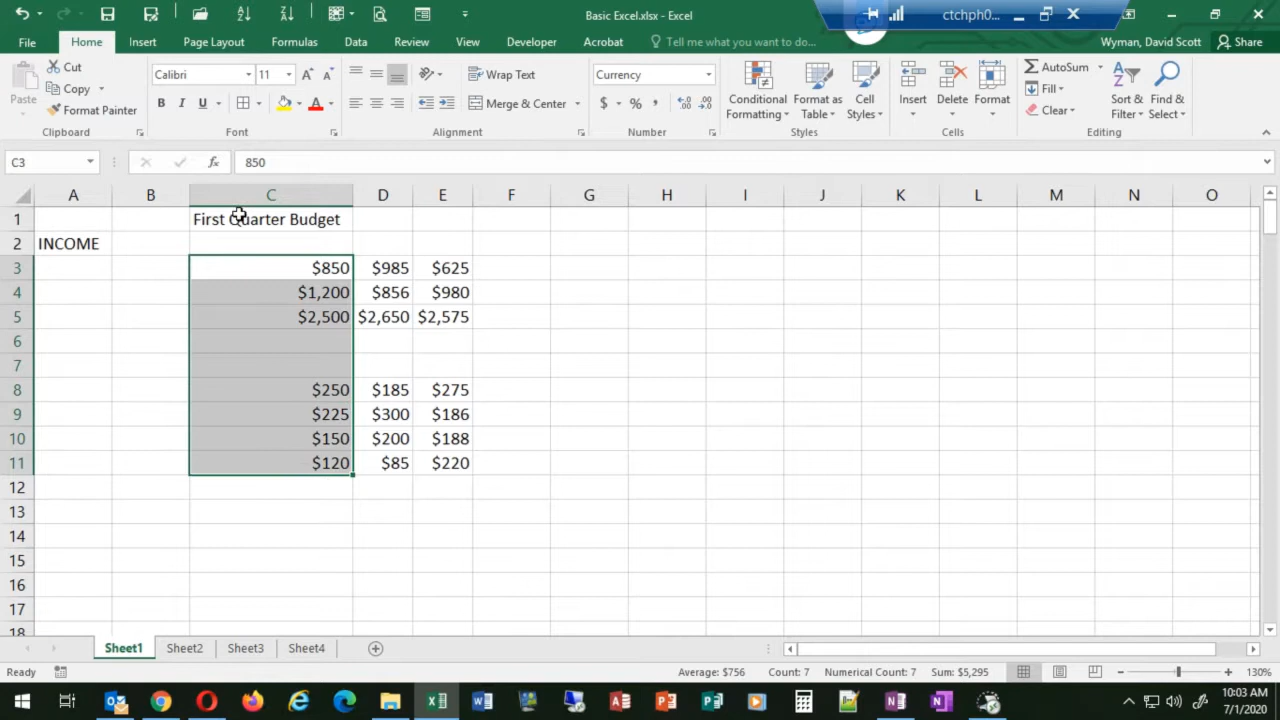 Basic Excel.xlsx - Excel
ctchph0...
File Home Insert Page Layout Formulas Data Review View Developer Acrobat Tell me what you want to do... Wyman, David Scott Share
Paste
Cut
Copy
Format Painter
Clipboard
Calibri 11
B I U
Font
Wrap Text
Merge & Center
Alignment
Currency
$ % ,
Number
Conditional Formatting
Format as Table
Cell Styles
Styles
Insert Delete Format
Cells
AutoSum
Fill
Clear
Sort & Filter
Find & Select
Editing
C3 fx 850
A B C D E F G H I J K L M N O
1 First Quarter Budget
2 INCOME
3 $850 $985 $625
4 $1,200 $856 $980
5 $2,500 $2,650 $2,575
6
7
8 $250 $185 $275
9 $225 $300 $186
10 $150 $200 $188
11 $120 $85 $220
12
13
14
15
16
17
18
Sheet1 Sheet2 Sheet3 Sheet4
Ready Average: $756 Count: 7 Numerical Count: 7 Sum: $5,295 130%
10:03 AM
7/1/2020